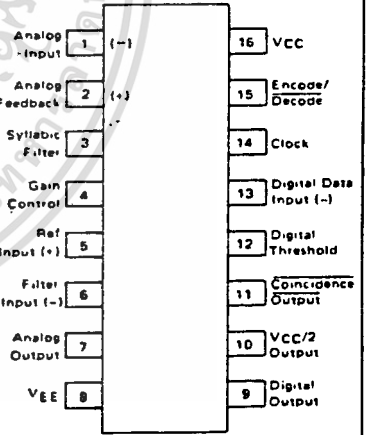 Analog
-Input
1
(-)
Analog
Feedback
2
(+)
Syllabic
Filter
3
Gain
Control
4
Ref
Input (+)
5
Filter
Input (-)
6
Analog
Output
7
VEE
8
16
VCC
15
Encode/
Decode
14
Clock
13
Digital Data
Input (-)
12
Digital
Threshold
11
Coincidence
Output
10
VCC/2
Output
9
Digital
Output